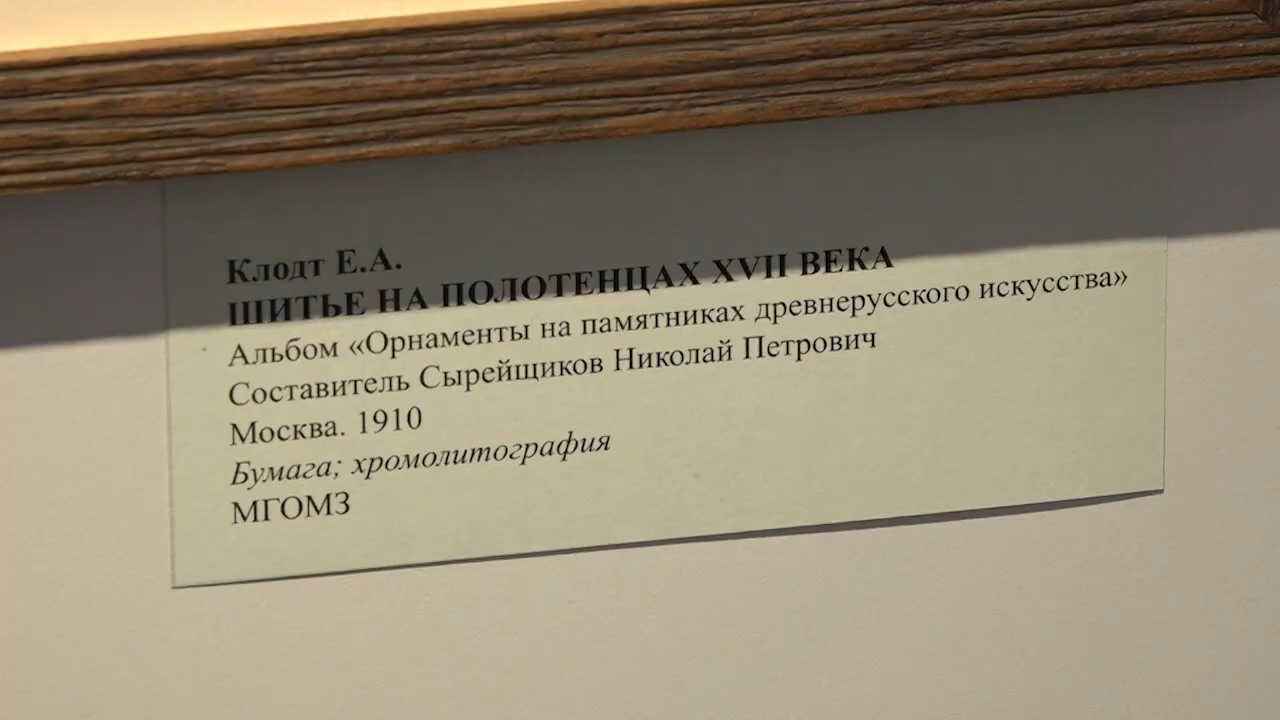 Клодт Е.А.
ШИТЬЕ НА ПОЛОТЕНЦАХ XVII ВЕКА
Альбом «Орнаменты на памятниках древнерусского искусства»
Составитель Сырейщиков Николай Петрович
Москва. 1910
Бумага; хромолитография
МГОМЗ